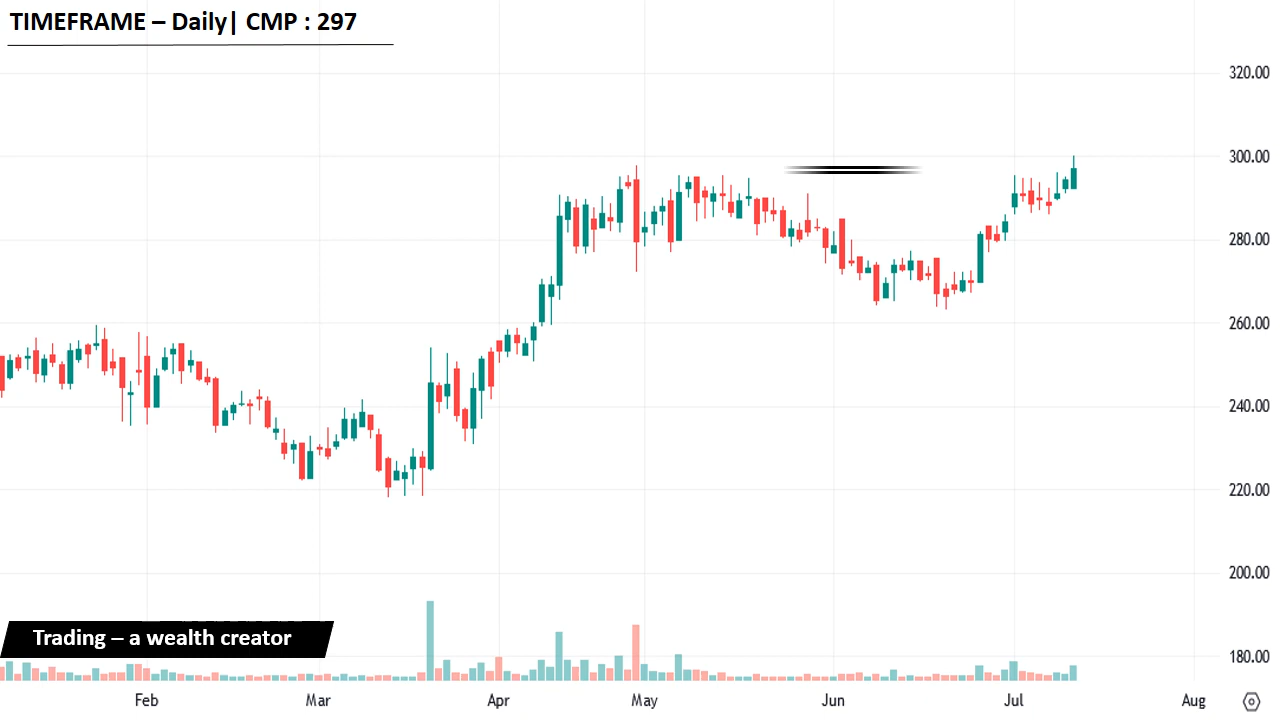 TIMEFRAME – Daily| CMP : 297
320.00
300.00
280.00
260.00
240.00
220.00
200.00
Trading – a wealth creator
180.00
Feb Mar Apr May Jun Jul Aug